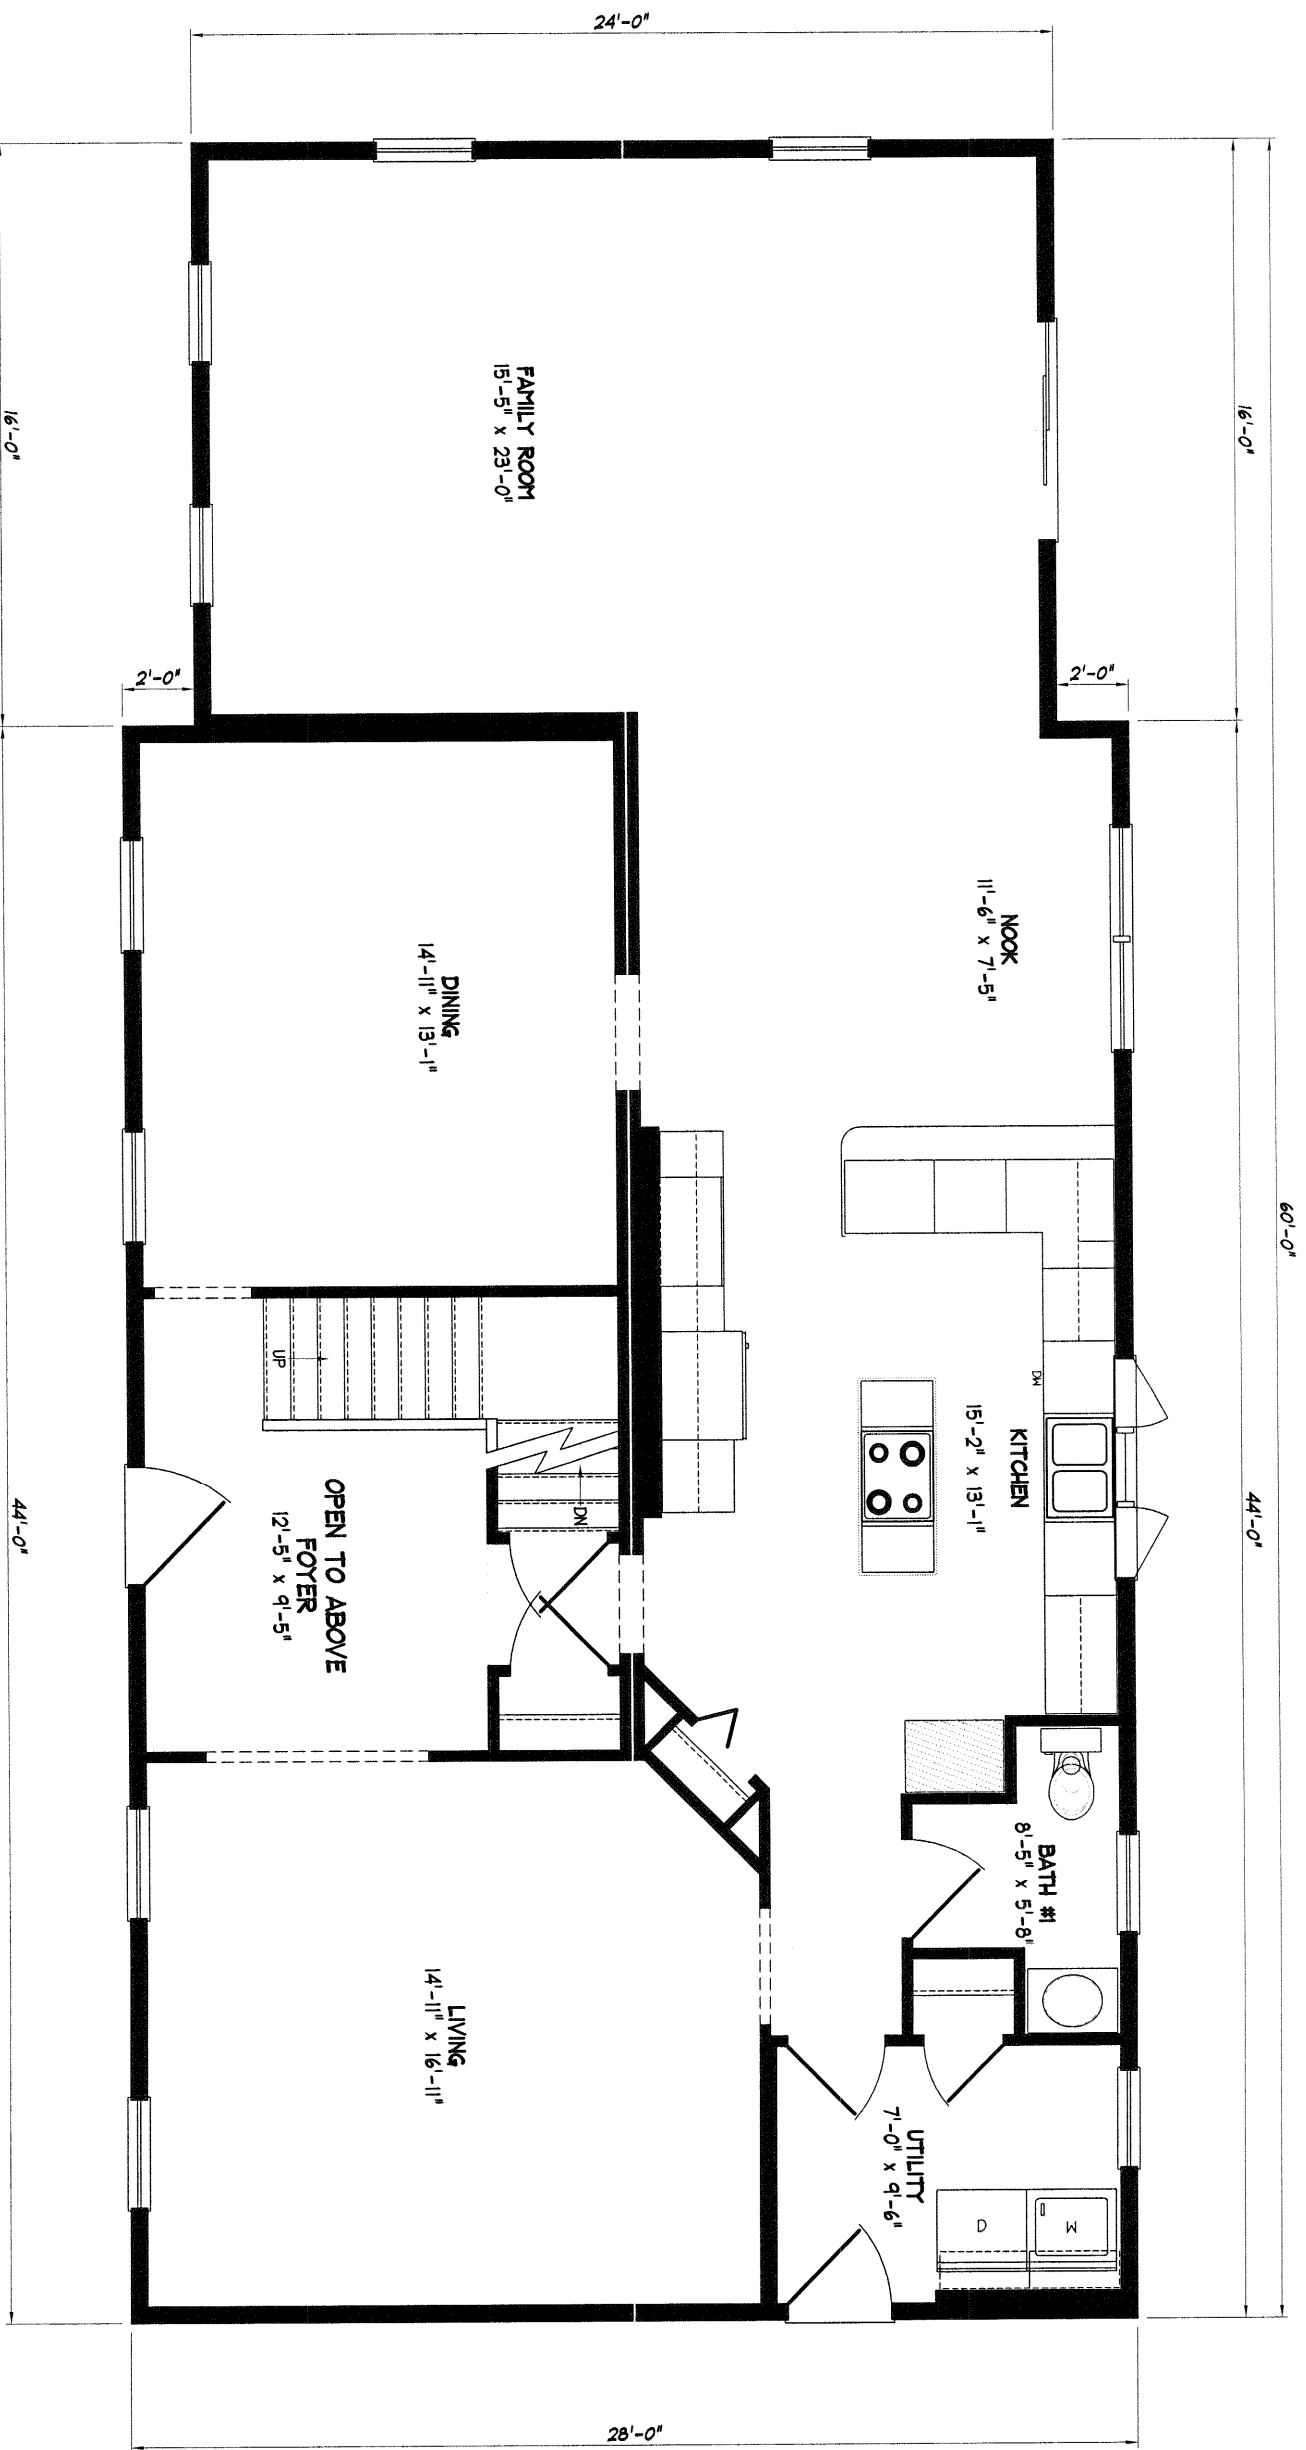 24'-0"
16'-0"
16'-0"
FAMILY ROOM
15'-5" x 23'-0"
2'-0"
2'-0"
60'-0"
44'-0"
44'-0"
NOOK
11'-6" x 7'-5"
DINING
14'-11" x 13'-1"
UP
DN
DW
KITCHEN
15'-2" x 13'-1"
OPEN TO ABOVE
FOYER
12'-5" x 9'-5"
BATH #1
8'-5" x 5'-8"
LIVING
14'-11" x 16'-11"
UTILITY
7'-0" x 9'-6"
D
W
28'-0"